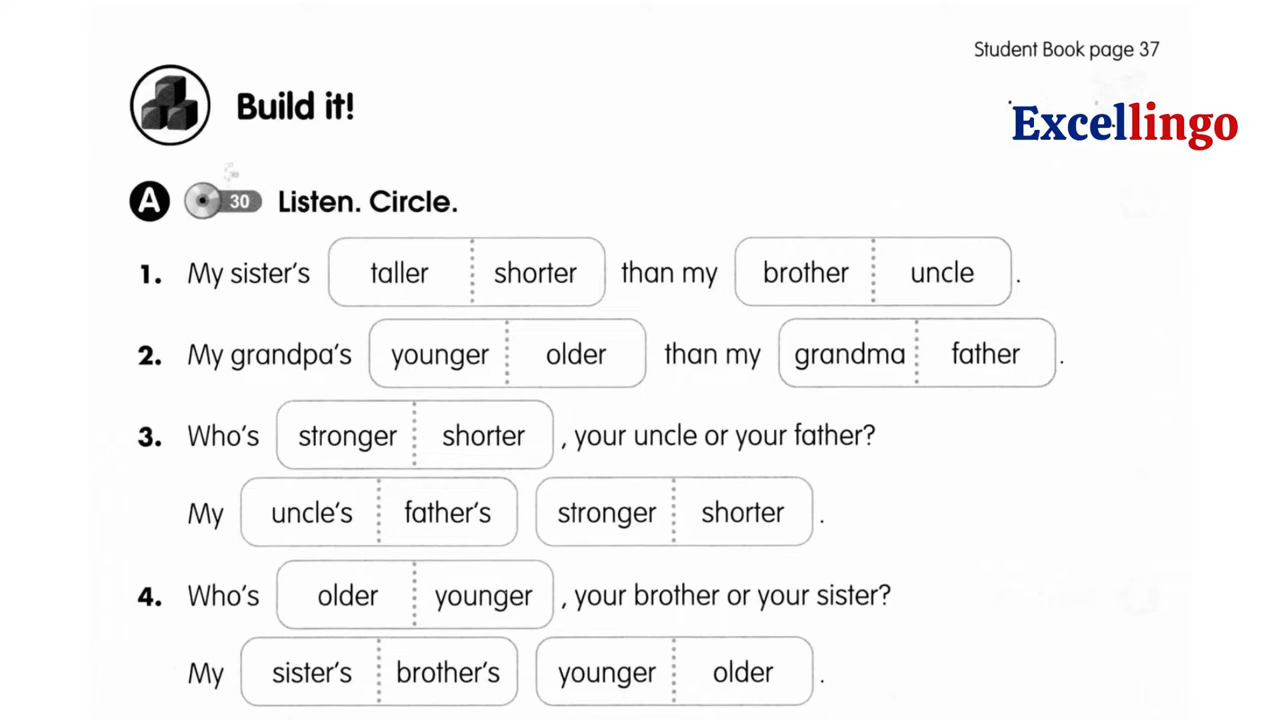 Student Book page 37
Build it!
Excellingo
A 30 Listen. Circle.
1. My sister's taller shorter than my brother uncle .
2. My grandpa's younger older than my grandma father .
3. Who's stronger shorter , your uncle or your father?
My uncle's father's stronger shorter .
4. Who's older younger , your brother or your sister?
My sister's brother's younger older .